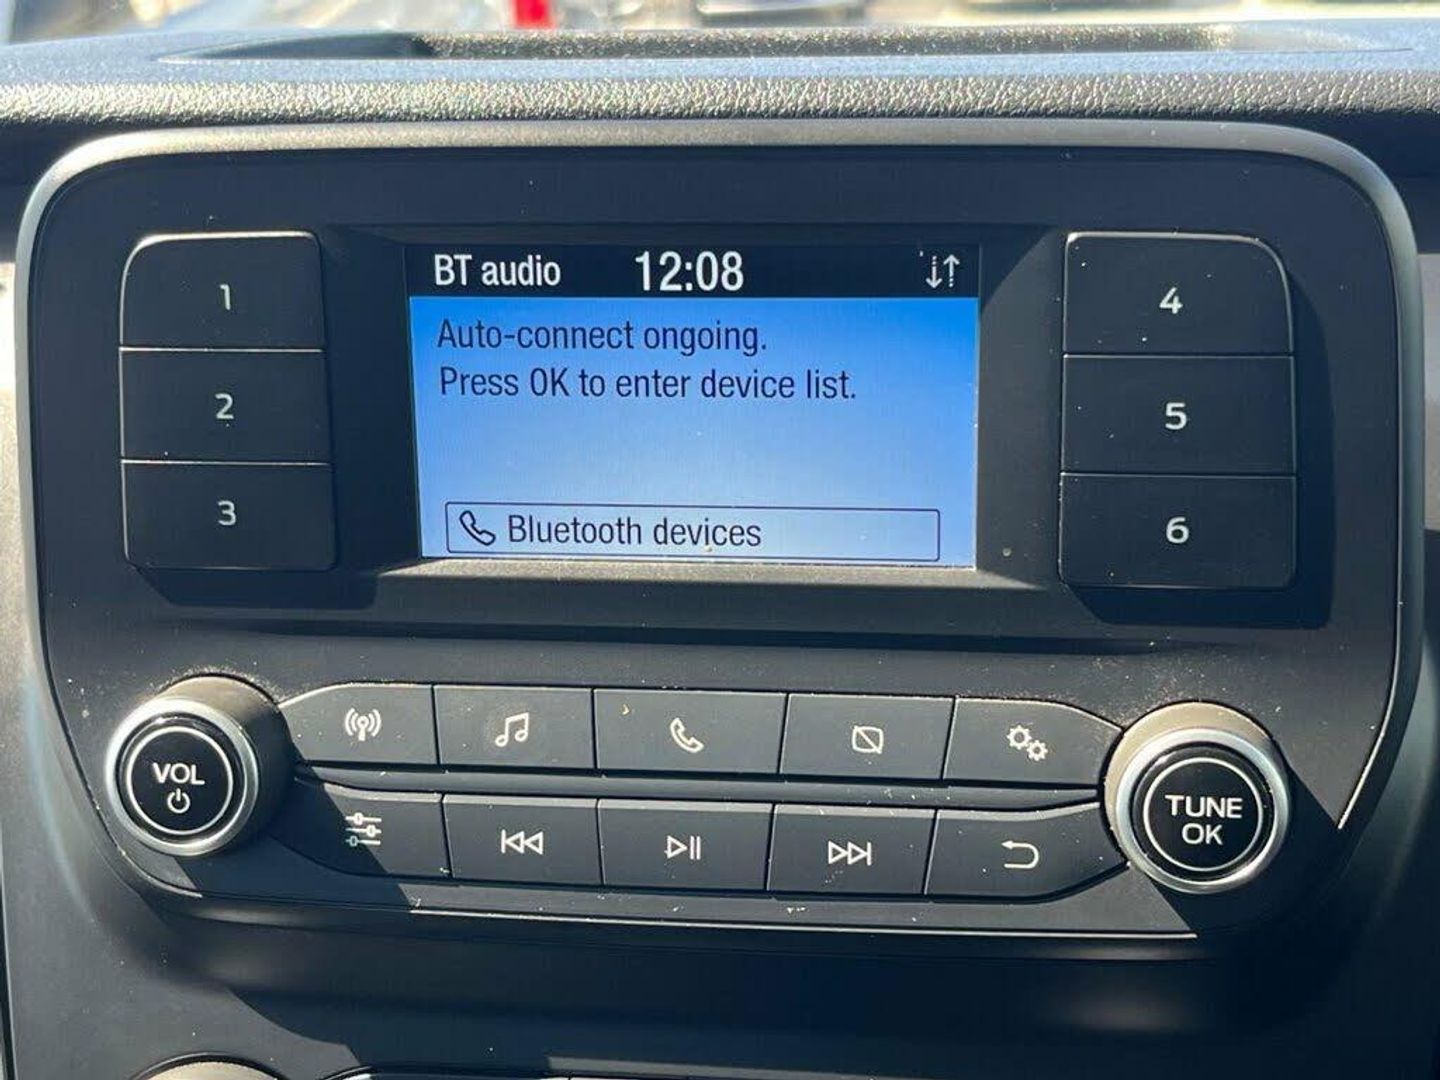 BT audio 12:08
Auto-connect ongoing.
Press OK to enter device list.
Bluetooth devices
1
2
3
4
5
6
VOL
TUNE
OK